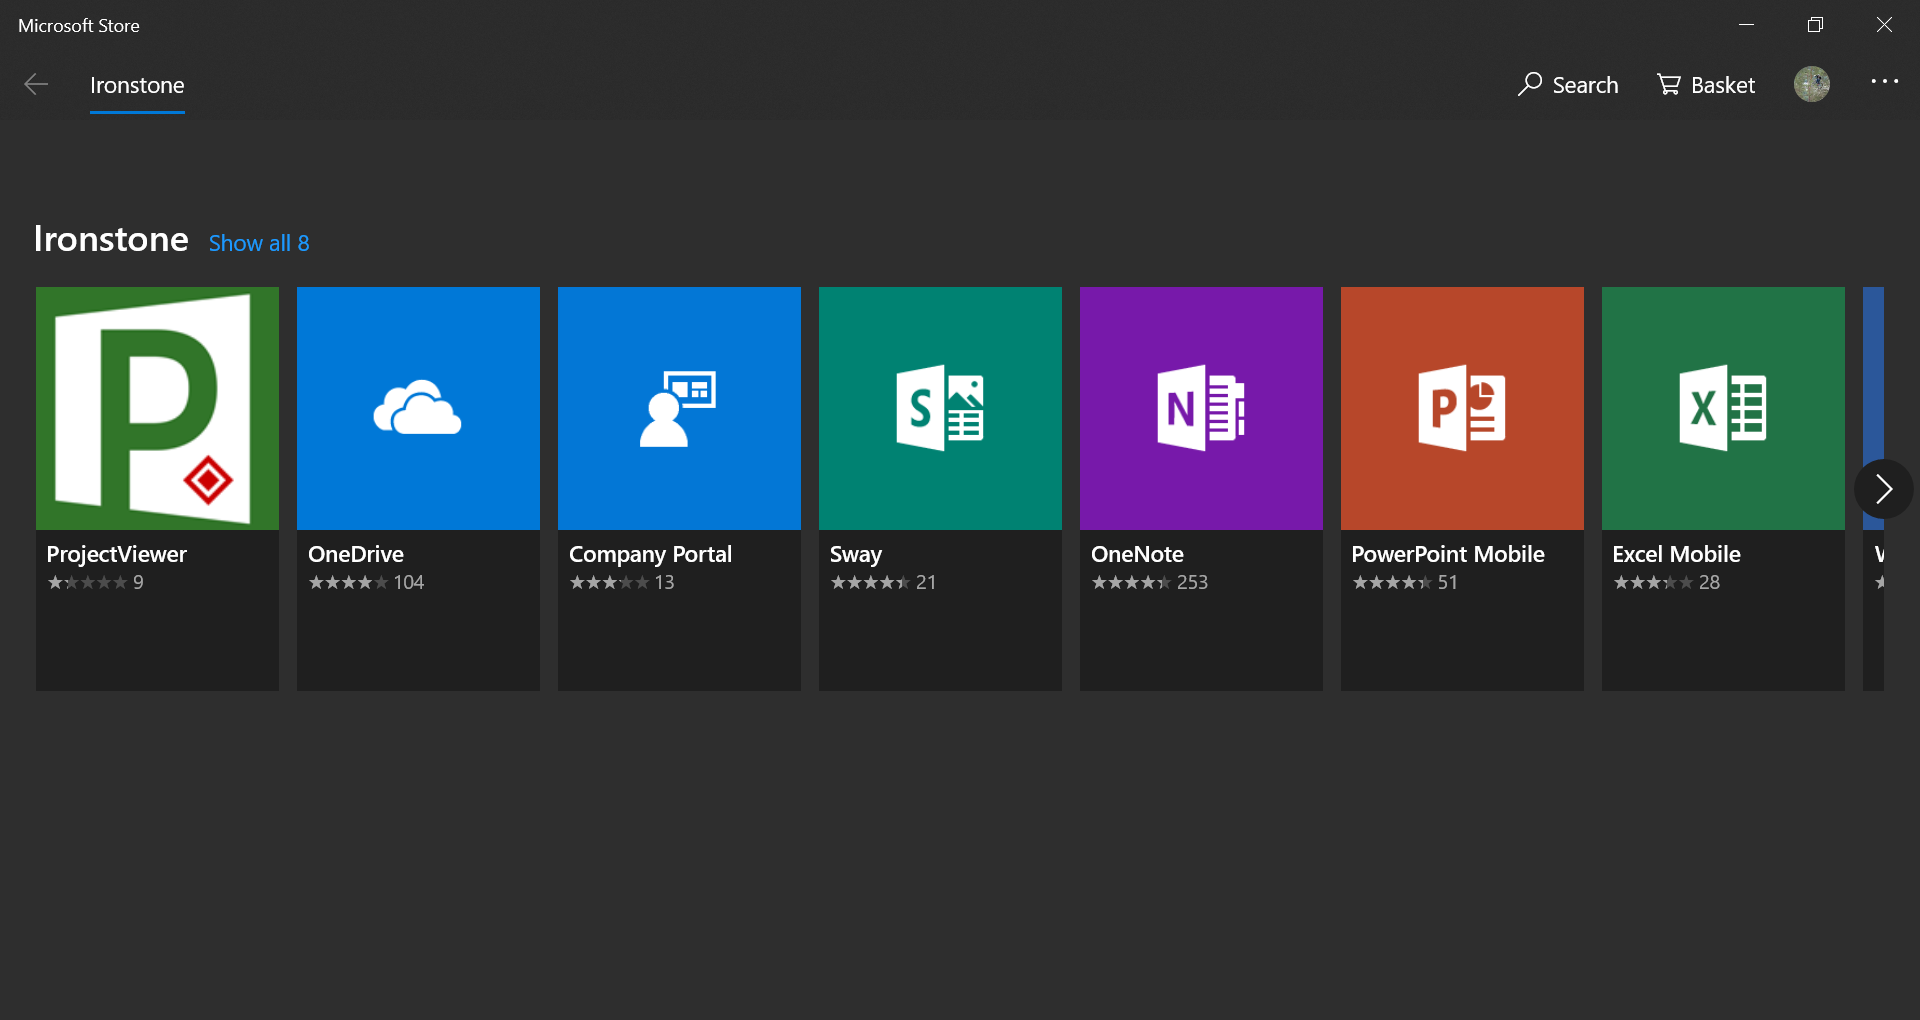 Microsoft Store
Ironstone
Search
Basket
Ironstone Show all 8
P
S
N
P
X
ProjectViewer
9
OneDrive
104
Company Portal
13
Sway
21
OneNote
253
PowerPoint Mobile
51
Excel Mobile
28